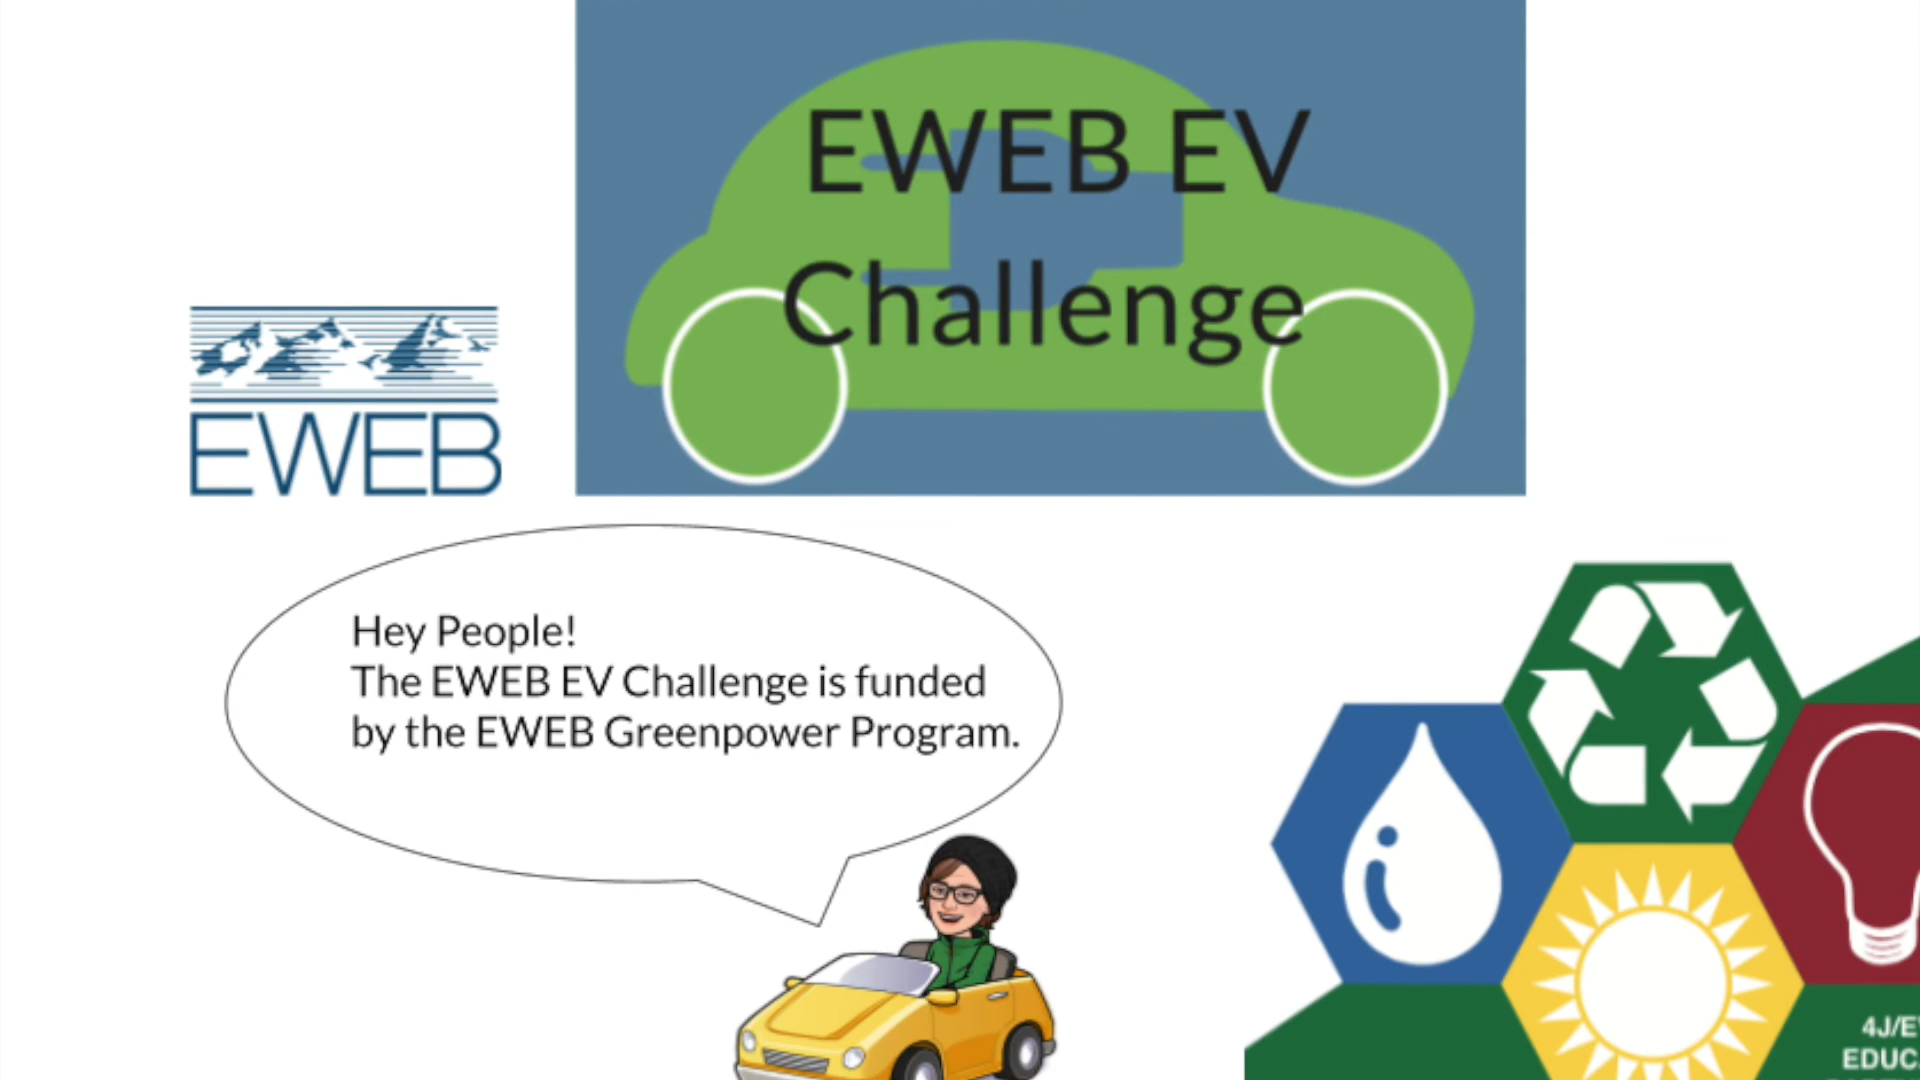 EWEB EV
Challenge
EWEB
Hey People!
The EWEB EV Challenge is funded
by the EWEB Greenpower Program.